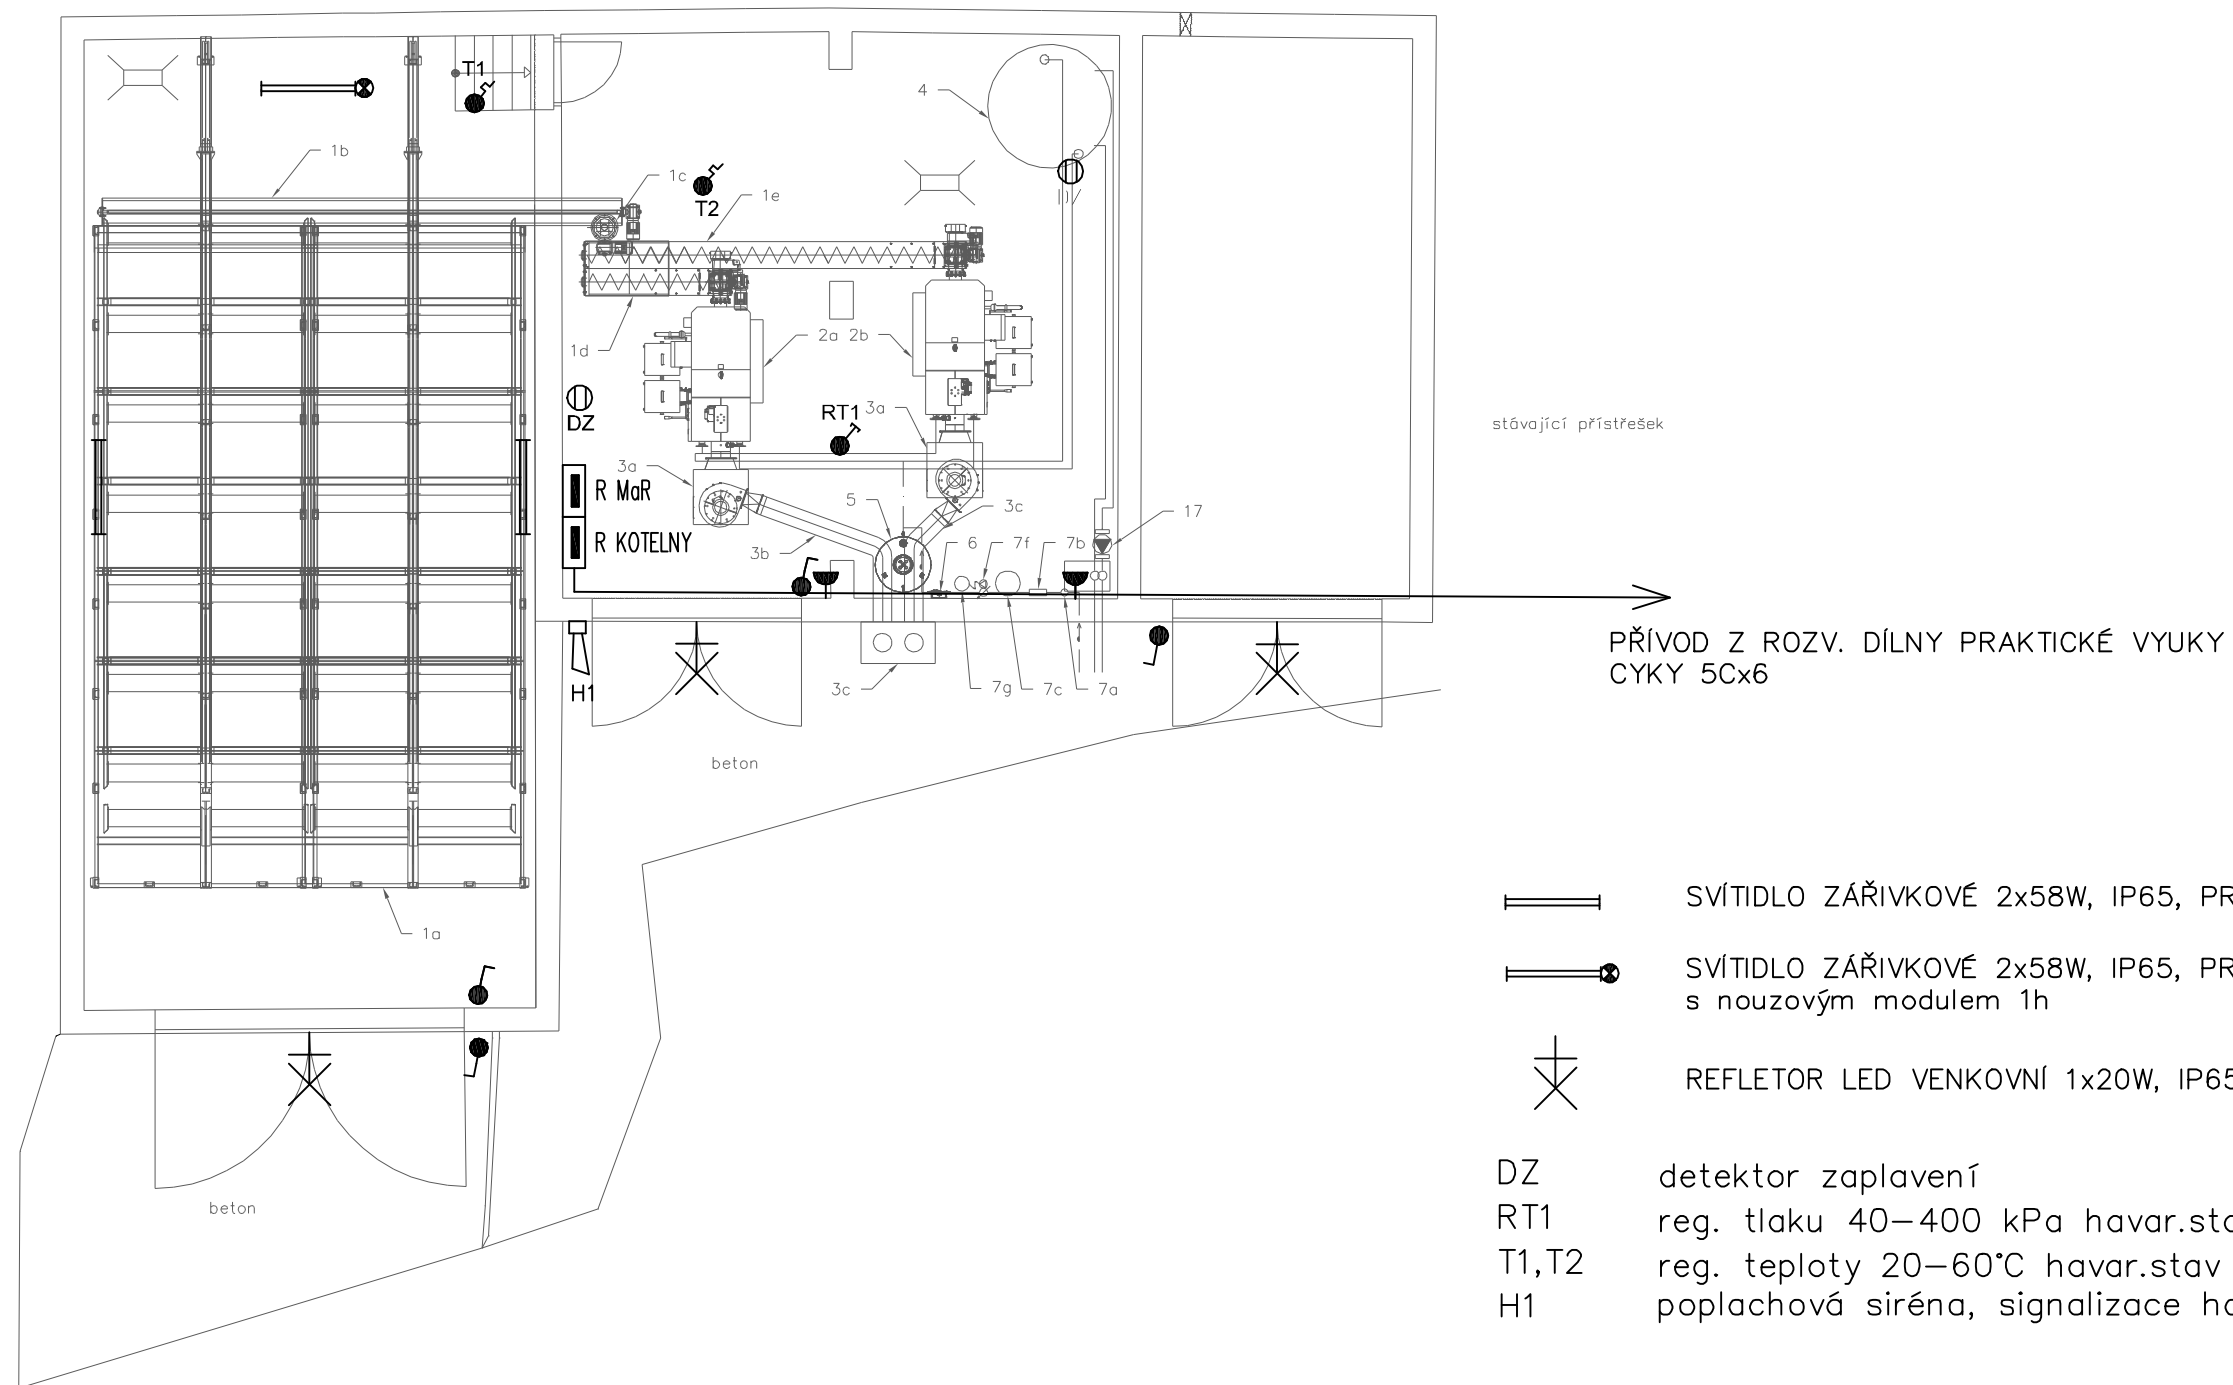 T1
4
1b
1c
T2
1e
1d
2a 2b
DZ
RT1
3a
stávající přístřešek
3a
R MaR
5
3c
17
R KOTELNY
3b
6
7f
7b
PŘÍVOD Z ROZV. DÍLNY PRAKTICKÉ VYUKY
CYKY 5Cx6
H1
3c
7g
7c
7a
beton
SVÍTIDLO ZÁŘIVKOVÉ 2x58W, IP65, PR
1a
SVÍTIDLO ZÁŘIVKOVÉ 2x58W, IP65, PR
s nouzovým modulem 1h
REFLETOR LED VENKOVNÍ 1x20W, IP65
beton
DZ detektor zaplavení
RT1 reg. tlaku 40–400 kPa havar.sta
T1,T2 reg. teploty 20–60°C havar.stav
H1 poplachová siréna, signalizace ha